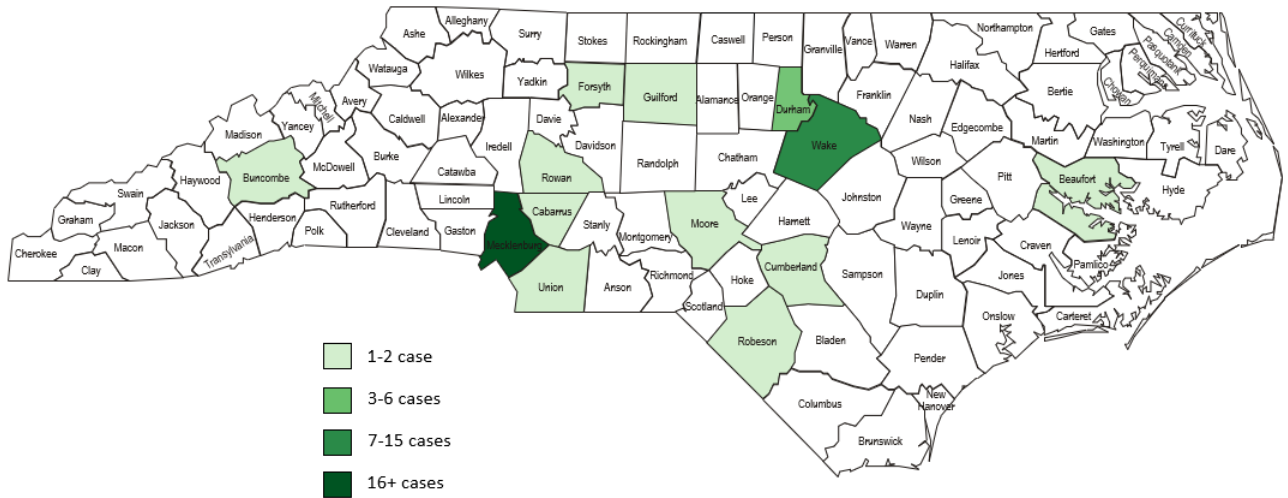 Alleghany
Ashe
Surry
Stokes
Rockingham
Caswell
Person
Granville
Vance
Warren
Northampton
Gates
Currituck
Camden
Pasquotank
Perquimans
Hertford
Halifax
Watauga
Wilkes
Yadkin
Forsyth
Guilford
Alamance
Orange
Durham
Franklin
Bertie
Chowan
Mitchell
Avery
Yancey
Madison
Caldwell
Alexander
Davie
Iredell
Davidson
Wake
Nash
Edgecombe
Martin
Washington
Tyrell
Dare
Buncombe
McDowell
Burke
Catawba
Rowan
Randolph
Chatham
Wilson
Pitt
Beaufort
Hyde
Swain
Haywood
Rutherford
Lincoln
Lee
Johnston
Greene
Graham
Jackson
Henderson
Polk
Cleveland
Gaston
Mecklenburg
Cabarrus
Stanly
Montgomery
Moore
Harnett
Wayne
Lenoir
Craven
Pamlico
Cherokee
Macon
Clay
Transylvania
Union
Anson
Richmond
Scotland
Hoke
Cumberland
Sampson
Duplin
Jones
Onslow
Carteret
Robeson
Bladen
Pender
Columbus
New
Hanover
Brunswick
1-2 case
3-6 cases
7-15 cases
16+ cases